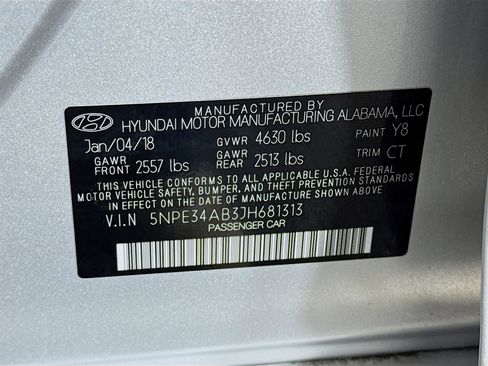 MANUFACTURED BY
HYUNDAI MOTOR MANUFACTURING ALABAMA, LLC
Jan/04/18 GVWR 4630 lbs PAINT Y8
GAWR FRONT 2557 lbs GAWR REAR 2513 lbs TRIM CT
THIS VEHICLE CONFORMS TO ALL APPLICABLE U.S.A. FEDERAL
MOTOR VEHICLE SAFETY, BUMPER, AND THEFT PREVENTION
STANDARDS IN EFFECT ON THE DATE OF MANUFACTURE SHOWN ABOVE.
V.I.N 5NPE34AB3JH681313
PASSENGER CAR